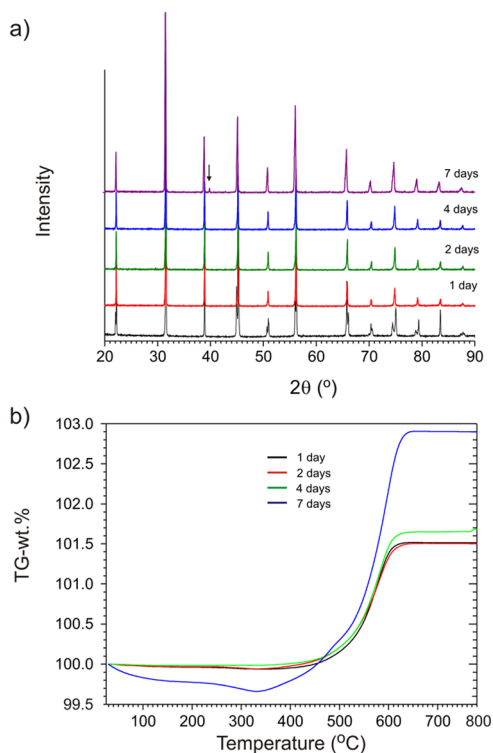 a)
Intensity
7 days
4 days
2 days
1 day
20 30 40 50 60 70 80 90
2θ (º)
b)
TG-wt.%
103.0
102.5
102.0
101.5
101.0
100.5
100.0
99.5
1 day
2 days
4 days
7 days
100 200 300 400 500 600 700 800
Temperature (ºC)